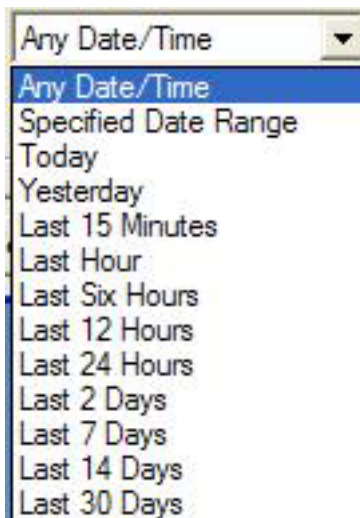 Any Date/Time
Any Date/Time
Specified Date Range
Today
Yesterday
Last 15 Minutes
Last Hour
Last Six Hours
Last 12 Hours
Last 24 Hours
Last 2 Days
Last 7 Days
Last 14 Days
Last 30 Days